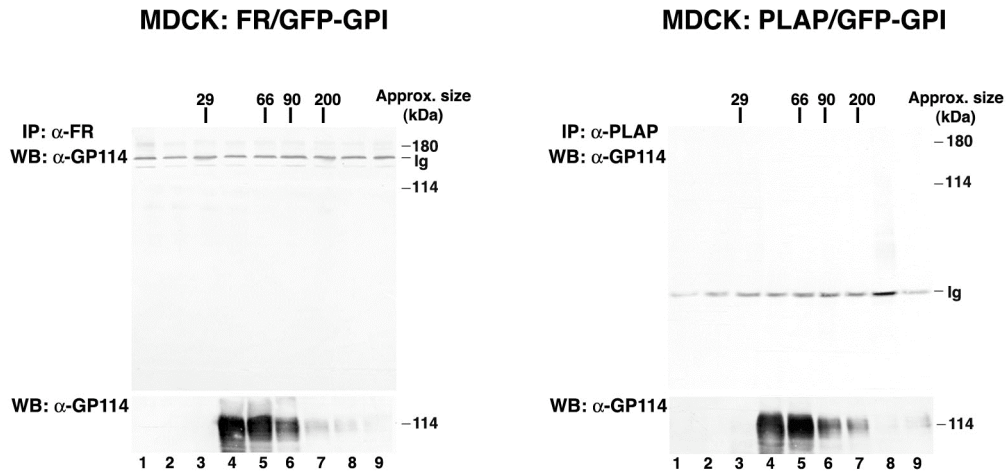 MDCK: FR/GFP-GPI
29 66 90 200 Approx. size
(kDa)
IP: α-FR
WB: α-GP114
–180
–Ig
–114
WB: α-GP114
–114
1 2 3 4 5 6 7 8 9
MDCK: PLAP/GFP-GPI
29 66 90 200 Approx. size
(kDa)
IP: α-PLAP
WB: α-GP114
–180
–114
–Ig
WB: α-GP114
–114
1 2 3 4 5 6 7 8 9